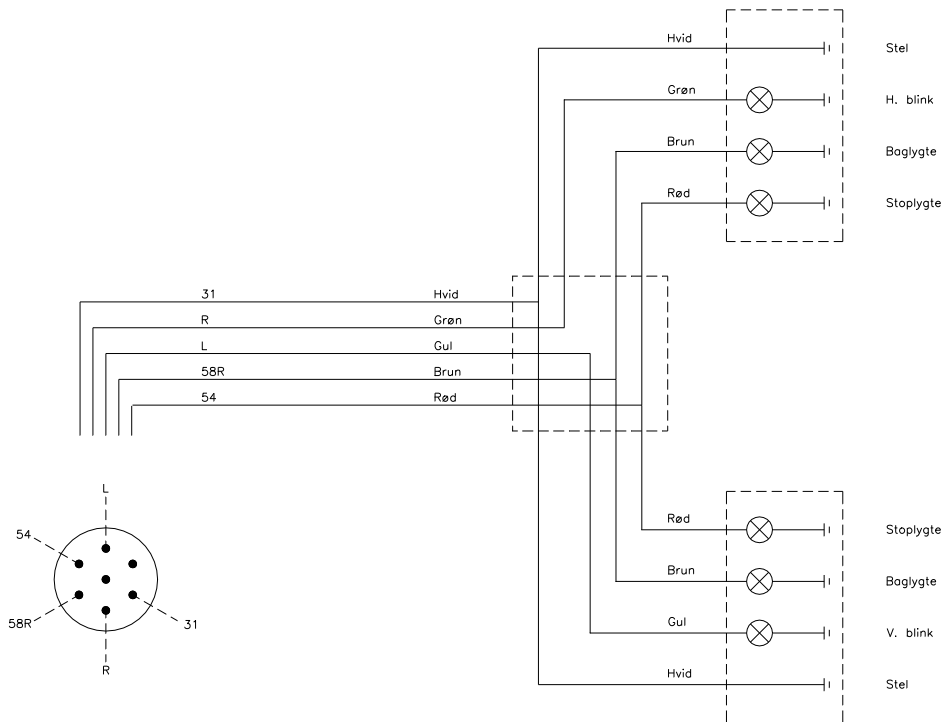 Hvid Stel
Grøn H. blink
Brun Baglygte
Rød Stoplygte
31 Hvid
R Grøn
L Gul
58R Brun
54 Rød
L
54
58R
31
R
Rød Stoplygte
Brun Baglygte
Gul V. blink
Hvid Stel